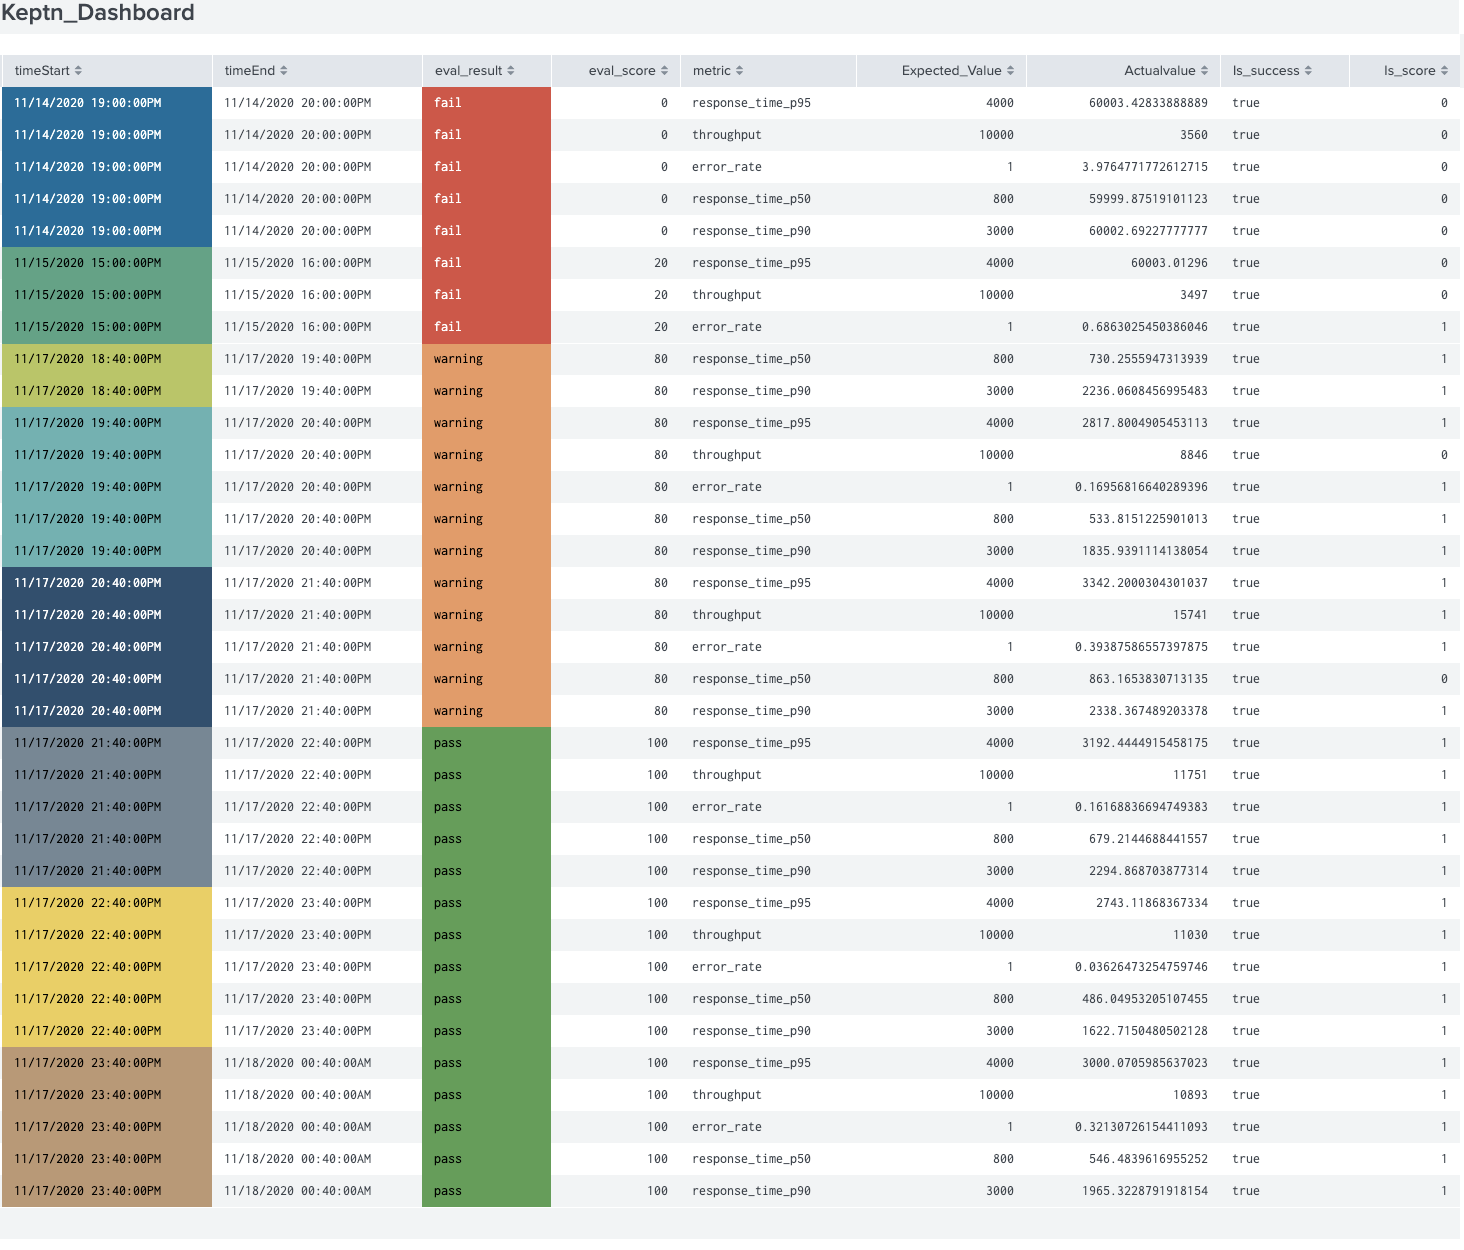 Keptn_Dashboard
timeStart timeEnd eval_result eval_score metric Expected_Value Actualvalue Is_success Is_score
11/14/2020 19:00:00PM 11/14/2020 20:00:00PM fail 0 response_time_p95 4000 60003.42833888889 true 0
11/14/2020 19:00:00PM 11/14/2020 20:00:00PM fail 0 throughput 10000 3560 true 0
11/14/2020 19:00:00PM 11/14/2020 20:00:00PM fail 0 error_rate 1 3.9764771772612715 true 0
11/14/2020 19:00:00PM 11/14/2020 20:00:00PM fail 0 response_time_p50 800 59999.87519101123 true 0
11/14/2020 19:00:00PM 11/14/2020 20:00:00PM fail 0 response_time_p90 3000 60002.69227777777 true 0
11/15/2020 15:00:00PM 11/15/2020 16:00:00PM fail 20 response_time_p95 4000 60003.01296 true 0
11/15/2020 15:00:00PM 11/15/2020 16:00:00PM fail 20 throughput 10000 3497 true 0
11/15/2020 15:00:00PM 11/15/2020 16:00:00PM fail 20 error_rate 1 0.6863025450386046 true 1
11/17/2020 18:40:00PM 11/17/2020 19:40:00PM warning 80 response_time_p50 800 730.2555947313939 true 1
11/17/2020 18:40:00PM 11/17/2020 19:40:00PM warning 80 response_time_p90 3000 2236.0608456995483 true 1
11/17/2020 19:40:00PM 11/17/2020 20:40:00PM warning 80 response_time_p95 4000 2817.8004905453113 true 1
11/17/2020 19:40:00PM 11/17/2020 20:40:00PM warning 80 throughput 10000 8846 true 0
11/17/2020 19:40:00PM 11/17/2020 20:40:00PM warning 80 error_rate 1 0.16956816640289396 true 1
11/17/2020 19:40:00PM 11/17/2020 20:40:00PM warning 80 response_time_p50 800 533.8151225901013 true 1
11/17/2020 19:40:00PM 11/17/2020 20:40:00PM warning 80 response_time_p90 3000 1835.9391114138054 true 1
11/17/2020 20:40:00PM 11/17/2020 21:40:00PM warning 80 response_time_p95 4000 3342.2000304301037 true 1
11/17/2020 20:40:00PM 11/17/2020 21:40:00PM warning 80 throughput 10000 15741 true 1
11/17/2020 20:40:00PM 11/17/2020 21:40:00PM warning 80 error_rate 1 0.39387586557397875 true 1
11/17/2020 20:40:00PM 11/17/2020 21:40:00PM warning 80 response_time_p50 800 863.1653830713135 true 0
11/17/2020 20:40:00PM 11/17/2020 21:40:00PM warning 80 response_time_p90 3000 2338.367489203378 true 1
11/17/2020 21:40:00PM 11/17/2020 22:40:00PM pass 100 response_time_p95 4000 3192.4444915458175 true 1
11/17/2020 21:40:00PM 11/17/2020 22:40:00PM pass 100 throughput 10000 11751 true 1
11/17/2020 21:40:00PM 11/17/2020 22:40:00PM pass 100 error_rate 1 0.16168836694749383 true 1
11/17/2020 21:40:00PM 11/17/2020 22:40:00PM pass 100 response_time_p50 800 679.2144688441557 true 1
11/17/2020 21:40:00PM 11/17/2020 22:40:00PM pass 100 response_time_p90 3000 2294.868703877314 true 1
11/17/2020 22:40:00PM 11/17/2020 23:40:00PM pass 100 response_time_p95 4000 2743.11868367334 true 1
11/17/2020 22:40:00PM 11/17/2020 23:40:00PM pass 100 throughput 10000 11030 true 1
11/17/2020 22:40:00PM 11/17/2020 23:40:00PM pass 100 error_rate 1 0.03626473254759746 true 1
11/17/2020 22:40:00PM 11/17/2020 23:40:00PM pass 100 response_time_p50 800 486.04953205107455 true 1
11/17/2020 22:40:00PM 11/17/2020 23:40:00PM pass 100 response_time_p90 3000 1622.7150480502128 true 1
11/17/2020 23:40:00PM 11/18/2020 00:40:00AM pass 100 response_time_p95 4000 3000.0705985637023 true 1
11/17/2020 23:40:00PM 11/18/2020 00:40:00AM pass 100 throughput 10000 10893 true 1
11/17/2020 23:40:00PM 11/18/2020 00:40:00AM pass 100 error_rate 1 0.32130726154411093 true 1
11/17/2020 23:40:00PM 11/18/2020 00:40:00AM pass 100 response_time_p50 800 546.4839616955252 true 1
11/17/2020 23:40:00PM 11/18/2020 00:40:00AM pass 100 response_time_p90 3000 1965.3228791918154 true 1